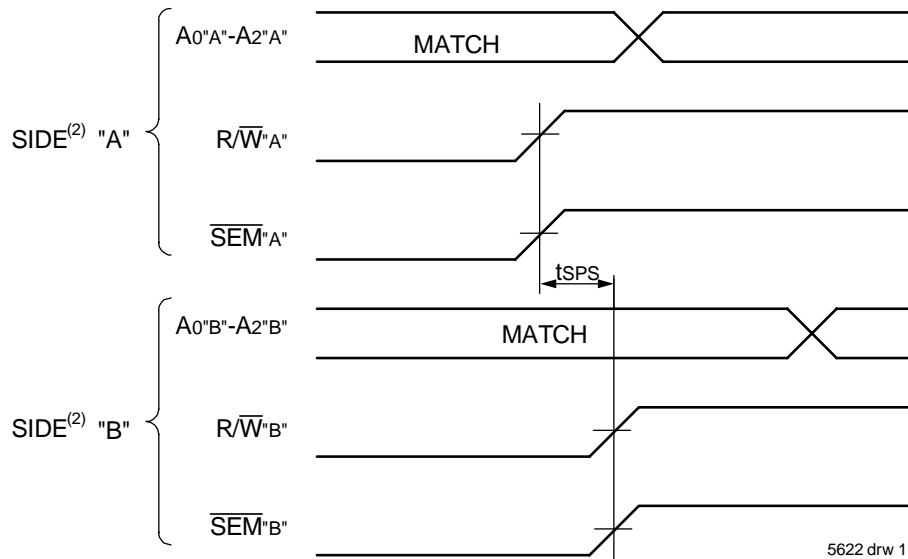 A0"A"-A2"A"
MATCH
SIDE(2) "A"
R/W"A"
SEM"A"
tSPS
A0"B"-A2"B"
MATCH
SIDE(2) "B"
R/W"B"
SEM"B"
5622 drw 1